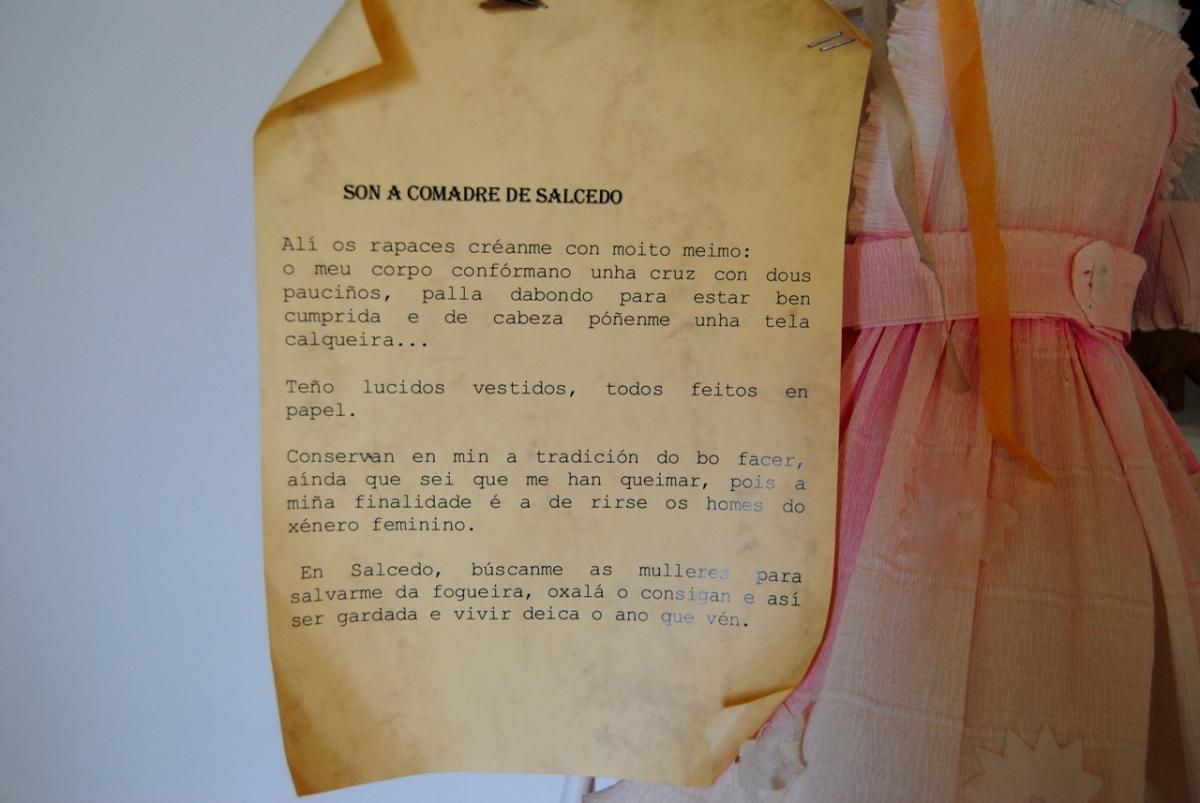 SON A COMADRE DE SALCEDO
Alí os rapaces créanme con moito meimo:
o meu corpo confórmano unha cruz con dous
pauciños, palla dabondo para estar ben
cumprida e de cabeza póñenme unha tela
calqueira...
Teño lucidos vestidos, todos feitos en
papel.
Conservan en min a tradición do bo facer,
aínda que sei que me han queimar, pois a
miña finalidade é a de rirse os homes do
xénero feminino.
En Salcedo, búscanme as mulleres para
salvarme da fogueira, oxalá o consigan e así
ser gardada e vivir deica o ano que vén.